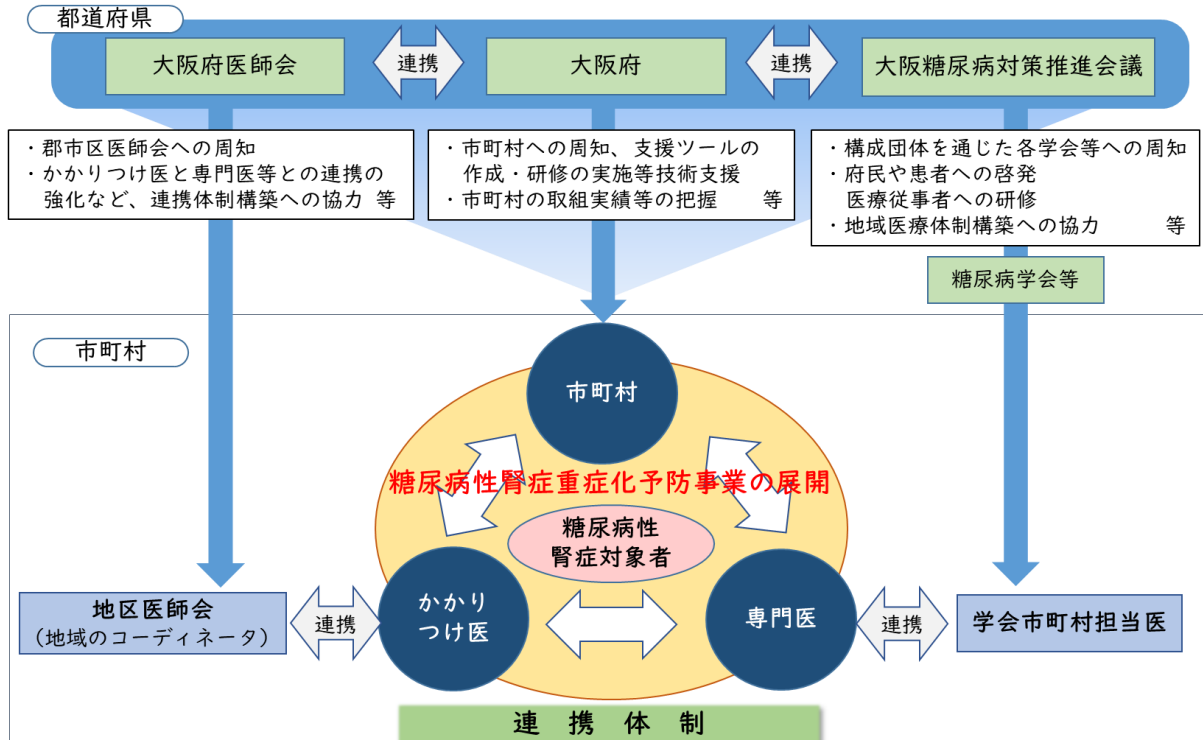 都道府県
大阪府医師会
連携
大阪府
連携
大阪糖尿病対策推進会議
・郡市区医師会への周知
・かかりつけ医と専門医等との連携の
強化など、連携体制構築への協力 等
・市町村への周知、支援ツールの
作成・研修の実施等技術支援
・市町村の取組実績等の把握 等
・構成団体を通じた各学会等への周知
・府民や患者への啓発
医療従事者への研修
・地域医療体制構築への協力 等
糖尿病学会等
市町村
市町村
糖尿病性腎症重症化予防事業の展開
糖尿病性
腎症対象者
地区医師会
（地域のコーディネータ）
連携
かかり
つけ医
専門医
連携
学会市町村担当医
連携体制